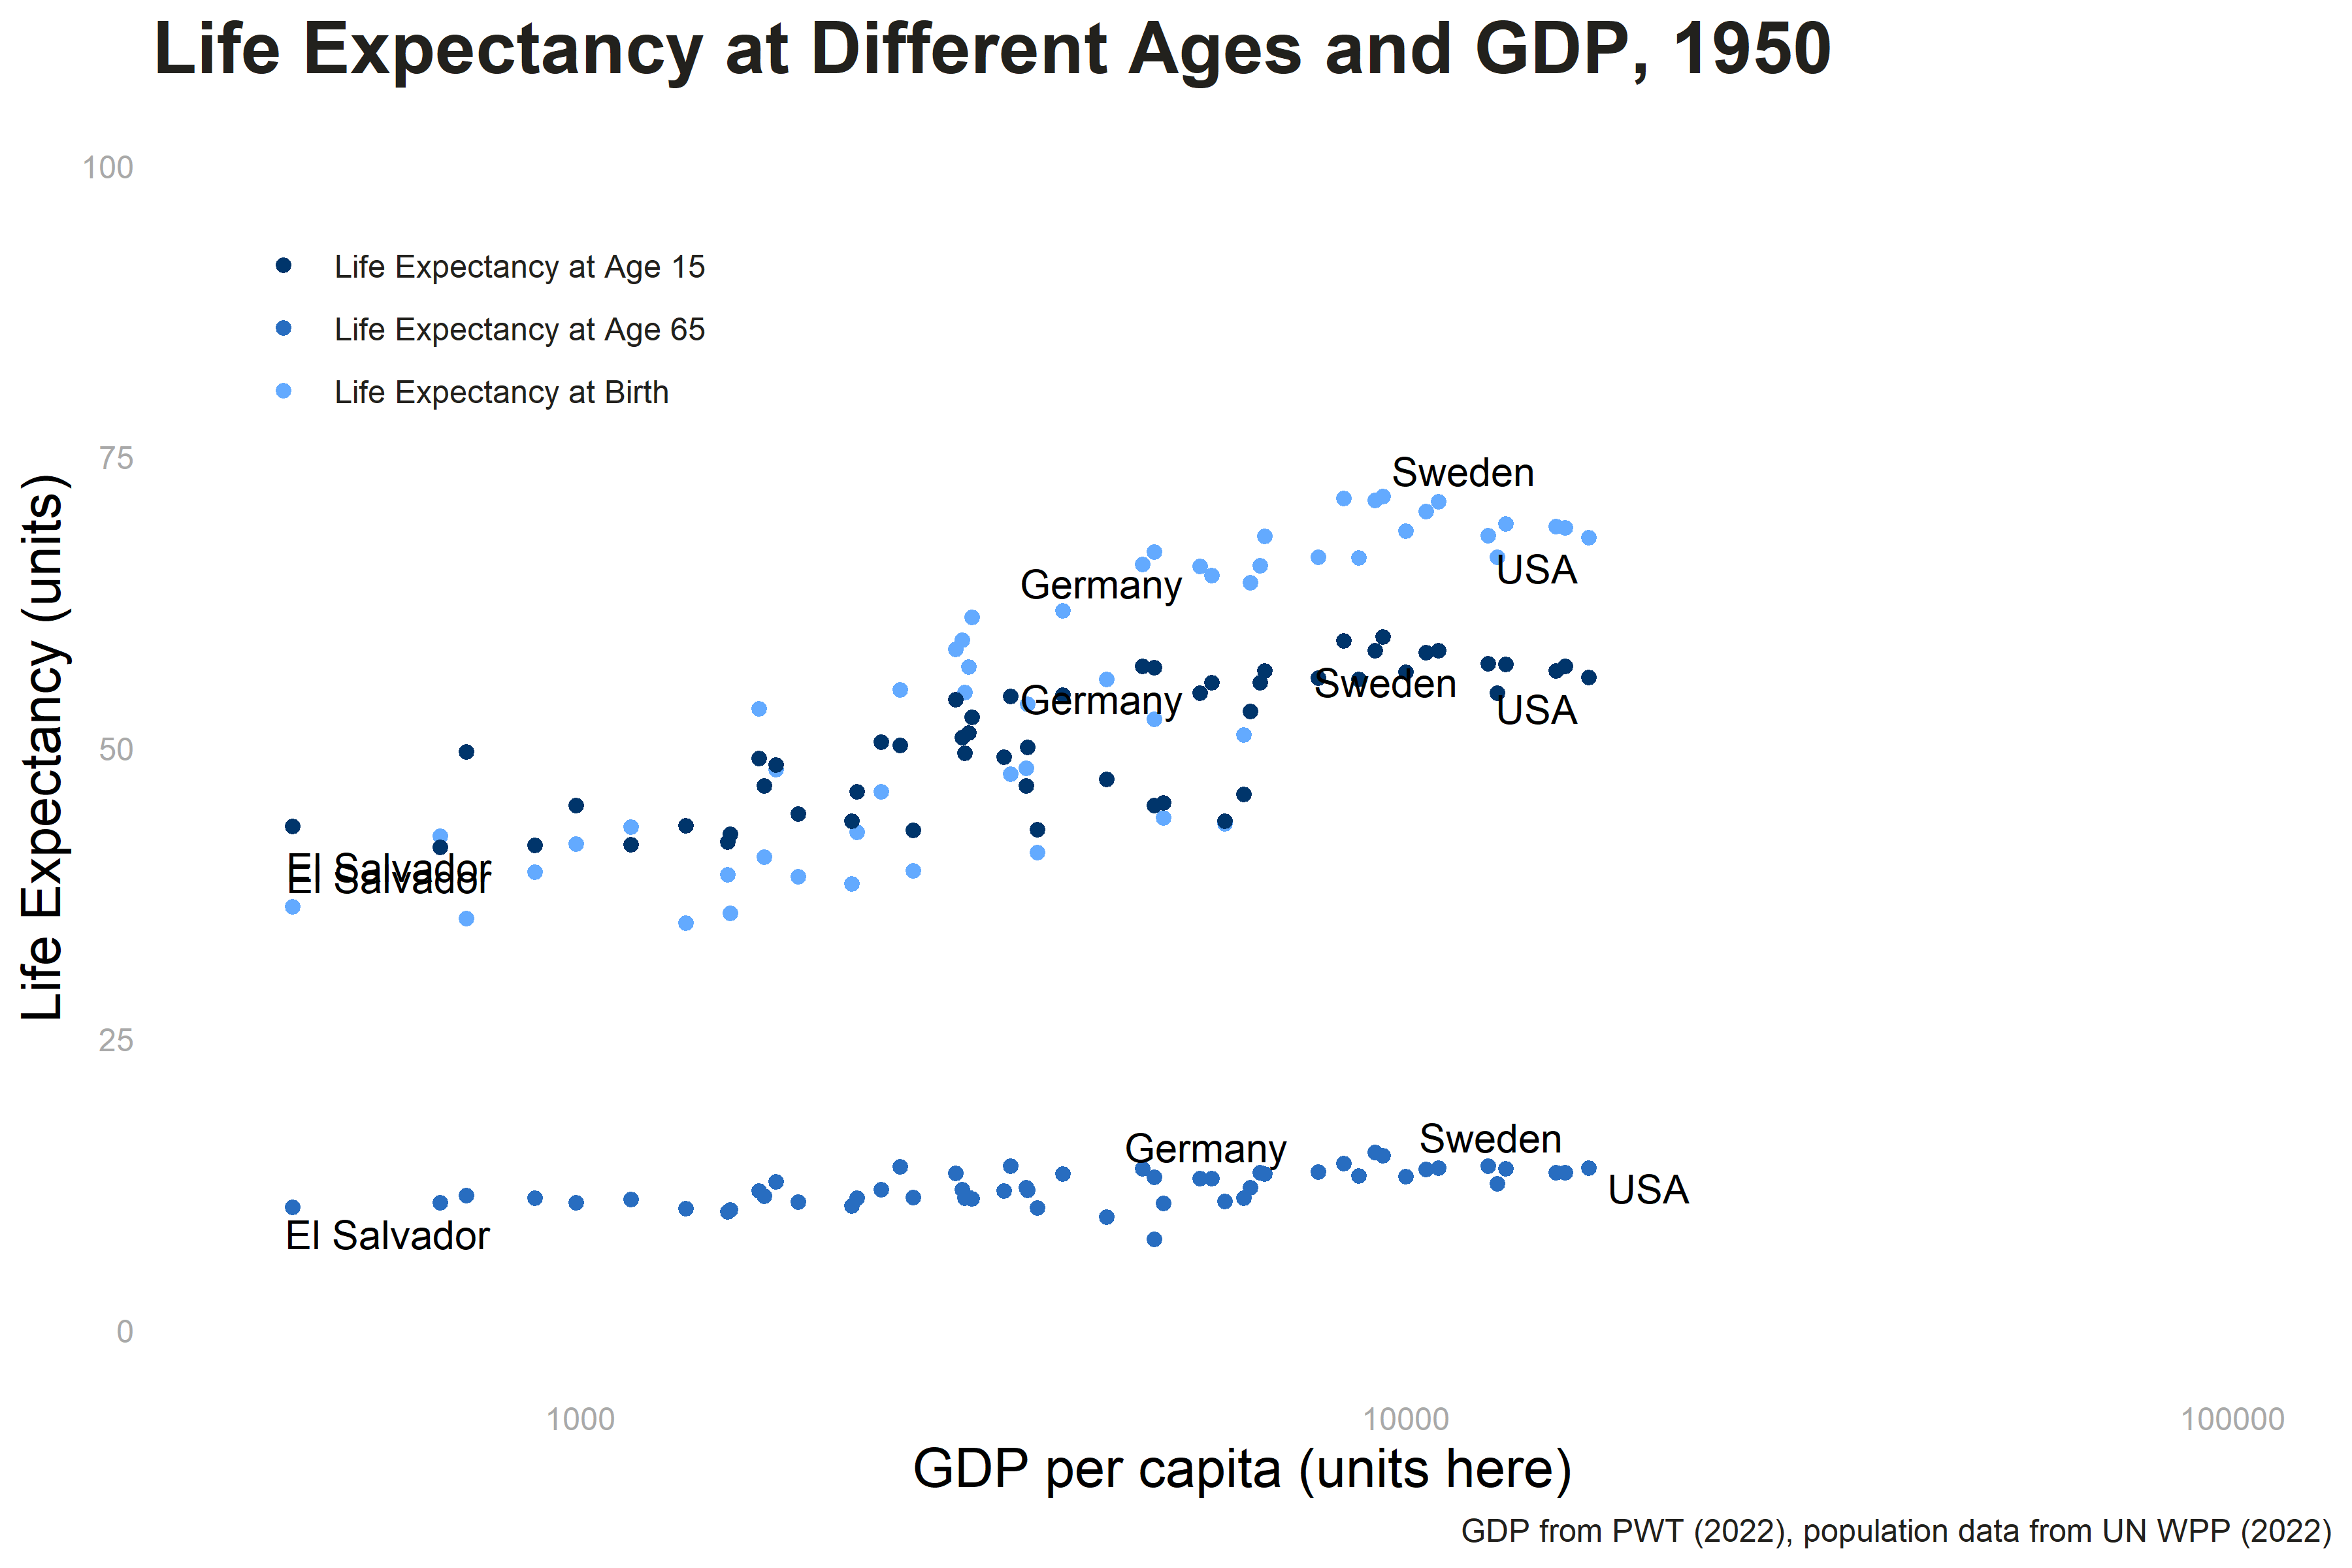 Life Expectancy at Different Ages and GDP, 1950
100
Life Expectancy at Age 15
Life Expectancy at Age 65
Life Expectancy at Birth
75
Sweden
USA
Germany
Sweden
Germany
USA
50
El Salvador
El Salvador
Life Expectancy (units)
25
Sweden
Germany
USA
El Salvador
0
1000
10000
100000
GDP per capita (units here)
GDP from PWT (2022), population data from UN WPP (2022)